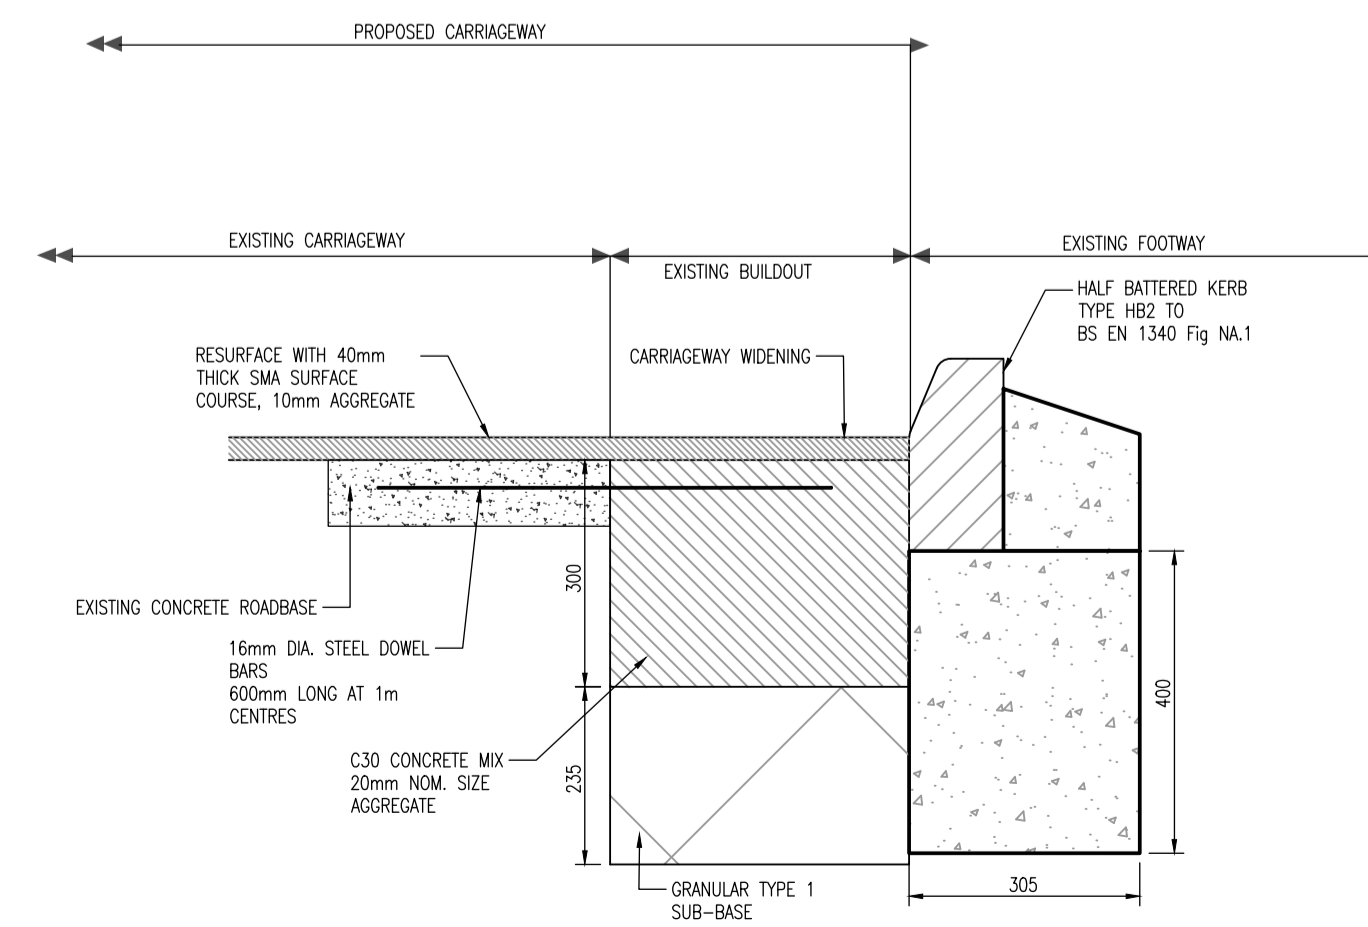 PROPOSED CARRIAGEWAY
EXISTING CARRIAGEWAY
EXISTING BUILDOUT
EXISTING FOOTWAY
HALF BATTERED KERB
TYPE HB2 TO
BS EN 1340 Fig NA.1
RESURFACE WITH 40mm
THICK SMA SURFACE
COURSE, 10mm AGGREGATE
CARRIAGEWAY WIDENING
EXISTING CONCRETE ROADBASE
16mm DIA. STEEL DOWEL
BARS
600mm LONG AT 1m
CENTRES
C30 CONCRETE MIX
20mm NOM. SIZE
AGGREGATE
300
235
400
305
GRANULAR TYPE 1
SUB-BASE